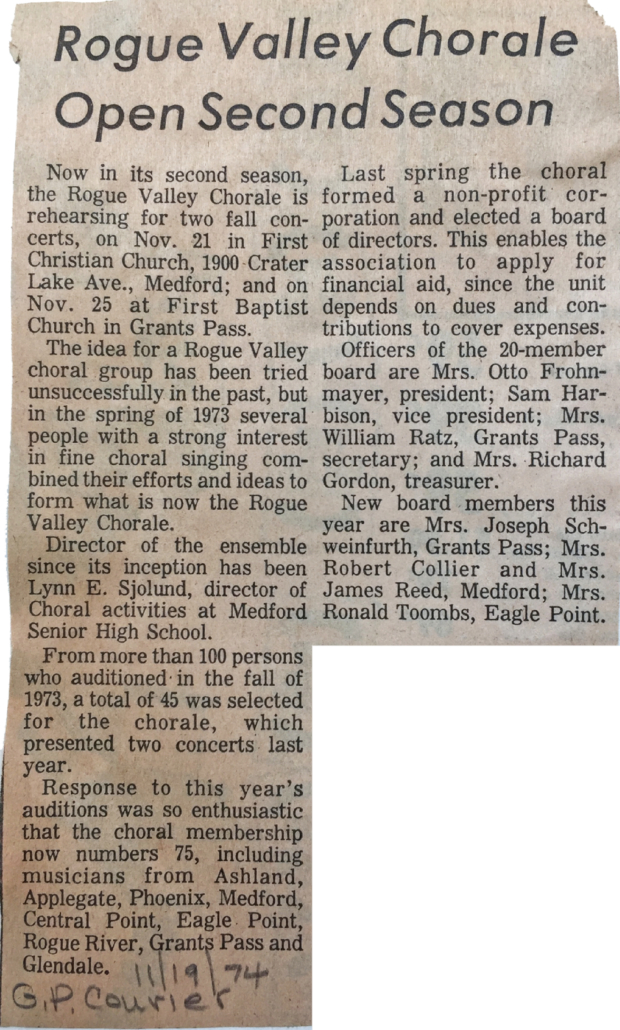 Rogue Valley Chorale
Open Second Season
Now in its second season,
the Rogue Valley Chorale is
rehearsing for two fall con-
certs, on Nov. 21 in First
Christian Church, 1900 Crater
Lake Ave., Medford; and on
Nov. 25 at First Baptist
Church in Grants Pass.
The idea for a Rogue Valley
choral group has been tried
unsuccessfully in the past, but
in the spring of 1973 several
people with a strong interest
in fine choral singing com-
bined their efforts and ideas to
form what is now the Rogue
Valley Chorale.
Director of the ensemble
since its inception has been
Lynn E. Sjolund, director of
Choral activities at Medford
Senior High School.
From more than 100 persons
who auditioned in the fall of
1973, a total of 45 was selected
for the chorale, which
presented two concerts last
year.
Response to this year's
auditions was so enthusiastic
that the choral membership
now numbers 75, including
musicians from Ashland,
Applegate, Phoenix, Medford,
Central Point, Eagle Point,
Rogue River, Grants Pass and
Glendale.
Last spring the choral
formed a non-profit cor-
poration and elected a board
of directors. This enables the
association to apply for
financial aid, since the unit
depends on dues and con-
tributions to cover expenses.
Officers of the 20-member
board are Mrs. Otto Frohn-
mayer, president; Sam Har-
bison, vice president; Mrs.
William Ratz, Grants Pass,
secretary; and Mrs. Richard
Gordon, treasurer.
New board members this
year are Mrs. Joseph Sch-
weinfurth, Grants Pass; Mrs.
Robert Collier and Mrs.
James Reed, Medford; Mrs.
Ronald Toombs, Eagle Point.
11/19/74
G.P. Courier